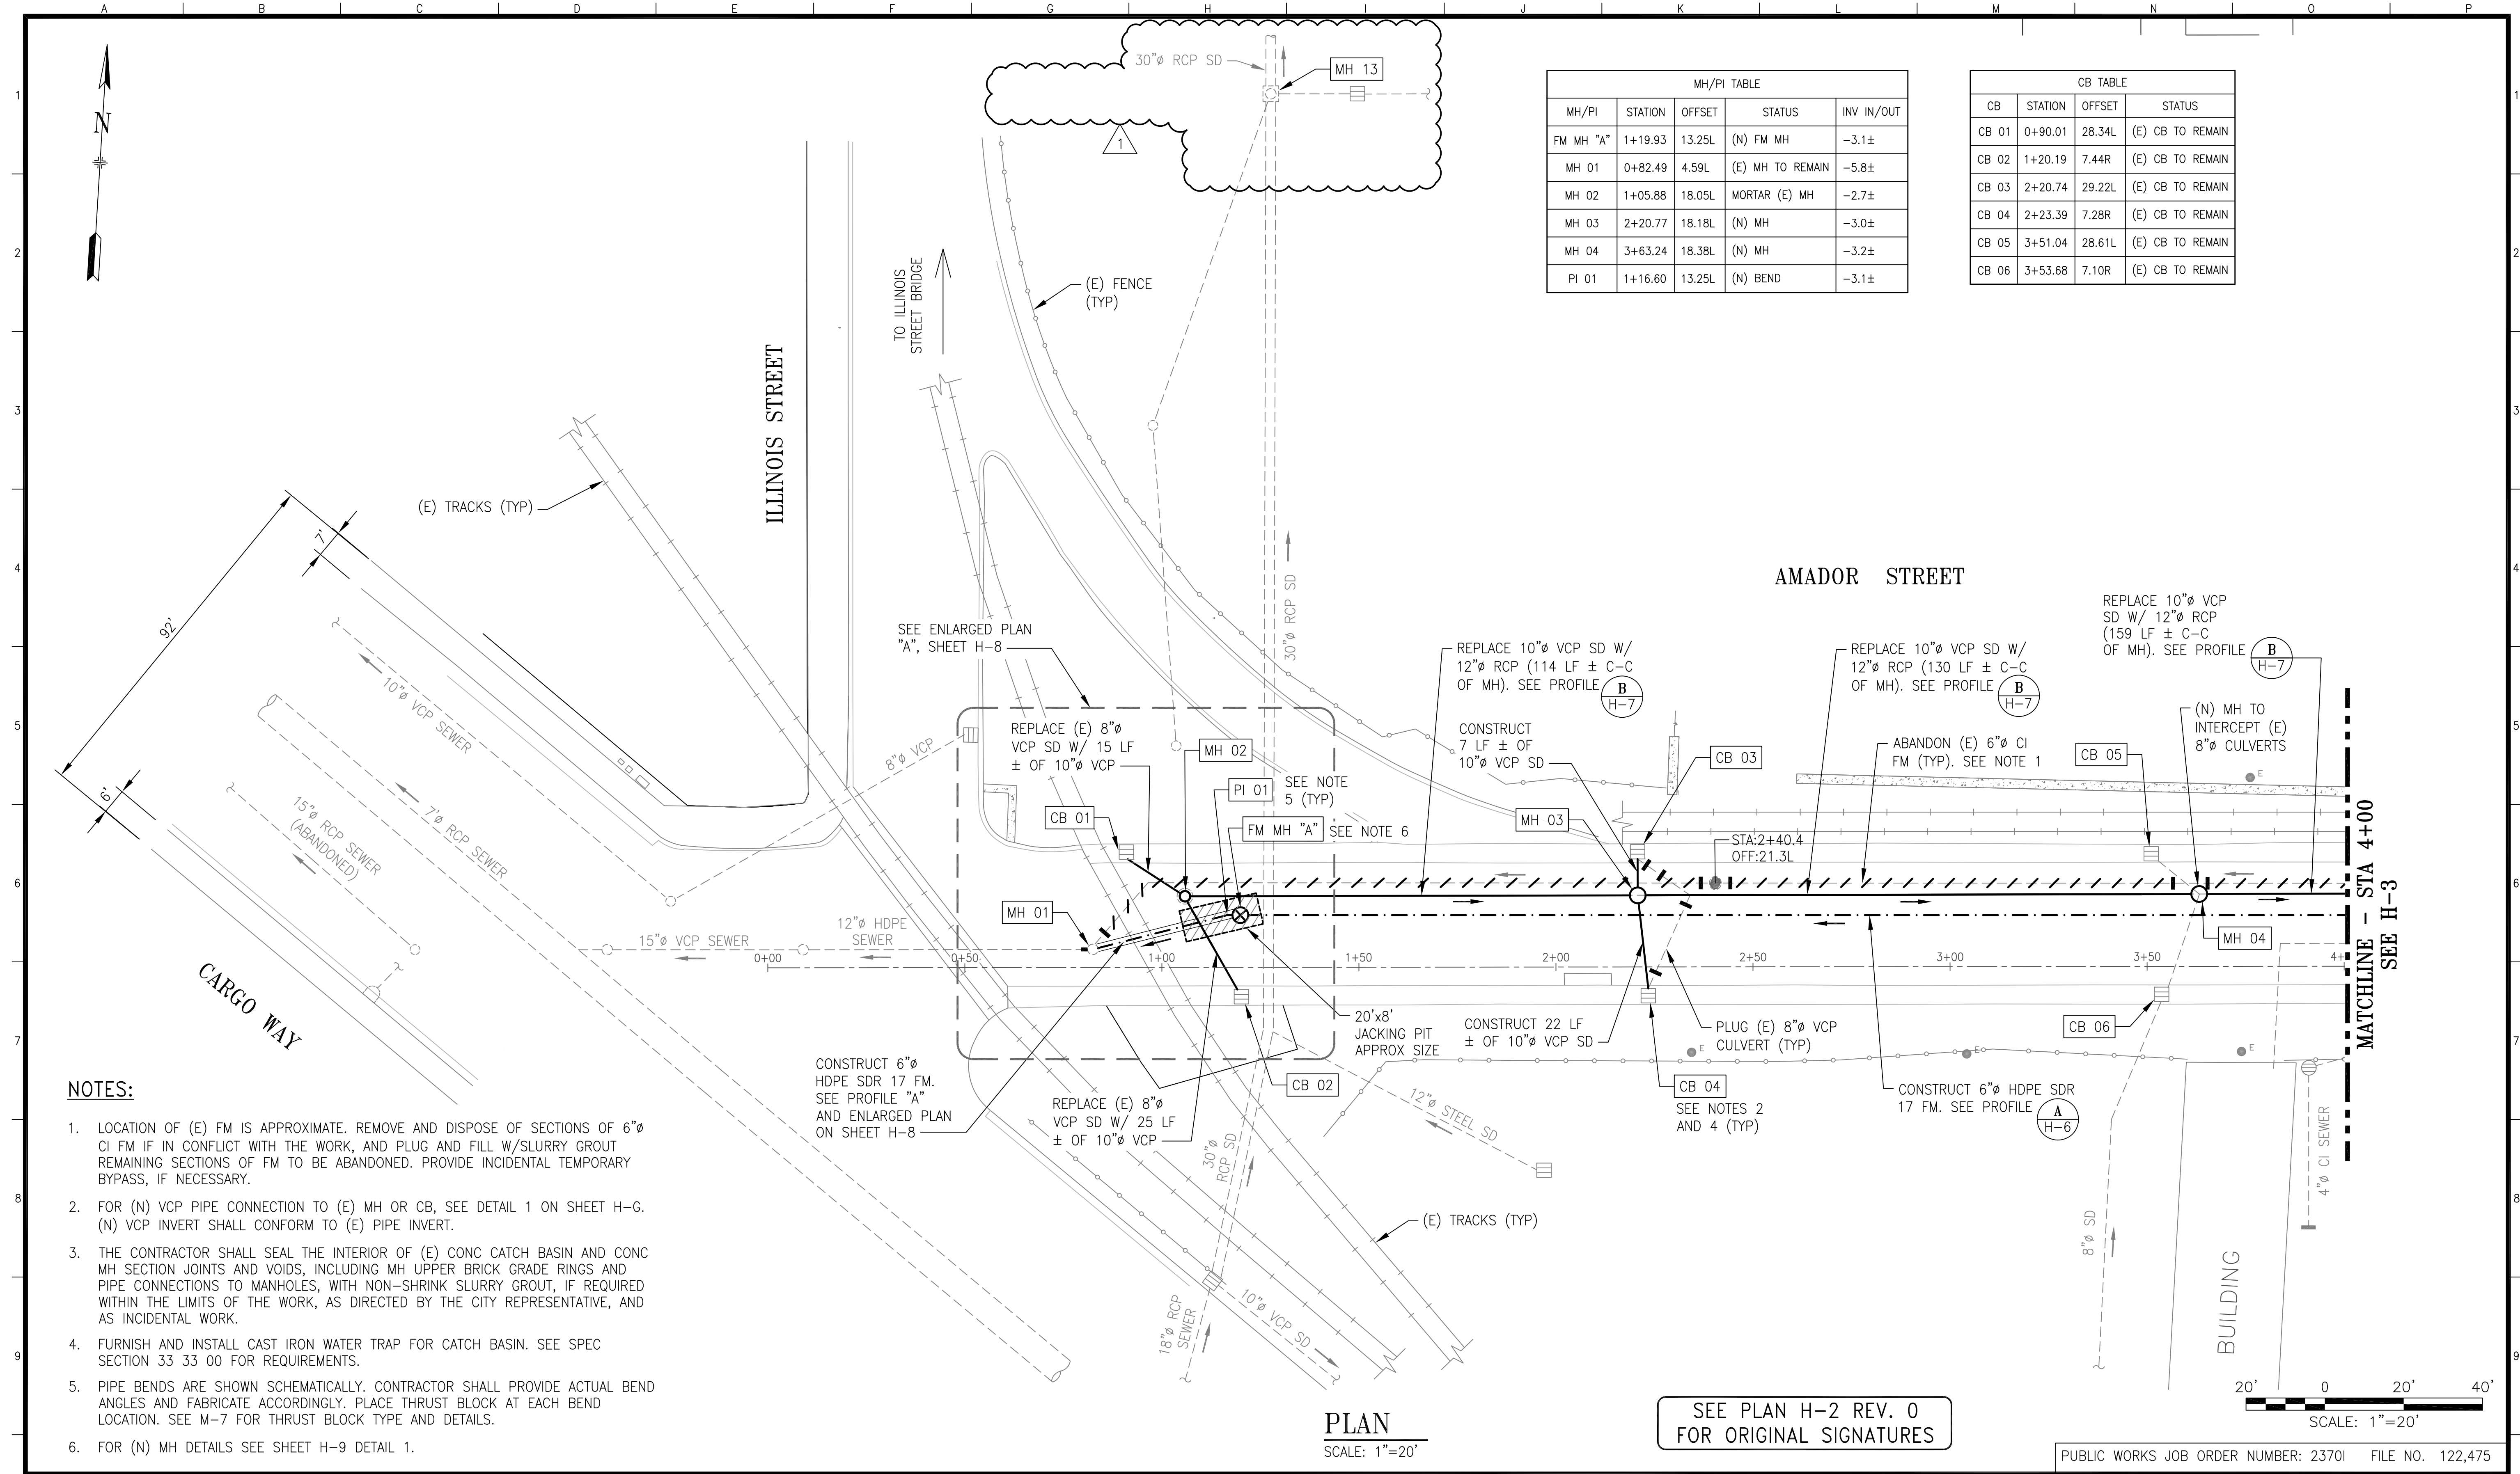 A B C D E F G H I J K L M N O P
1
2
3
4
5
6
7
8
9
1
2
3
4
5
6
7
8
9
N
30"ø RCP SD
MH 13
1
MH/PI TABLE
MH/PI STATION OFFSET STATUS INV IN/OUT
FM MH "A" 1+19.93 13.25L (N) FM MH -3.1±
MH 01 0+82.49 4.59L (E) MH TO REMAIN -5.8±
MH 02 1+05.88 18.05L MORTAR (E) MH -2.7±
MH 03 2+20.77 18.18L (N) MH -3.0±
MH 04 3+63.24 18.38L (N) MH -3.2±
PI 01 1+16.60 13.25L (N) BEND -3.1±
CB TABLE
CB STATION OFFSET STATUS
CB 01 0+90.01 28.34L (E) CB TO REMAIN
CB 02 1+20.19 7.44R (E) CB TO REMAIN
CB 03 2+20.74 29.22L (E) CB TO REMAIN
CB 04 2+23.39 7.28R (E) CB TO REMAIN
CB 05 3+51.04 28.61L (E) CB TO REMAIN
CB 06 3+53.68 7.10R (E) CB TO REMAIN
TO ILLINOIS
STREET BRIDGE
(E) FENCE
(TYP)
ILLINOIS STREET
(E) TRACKS (TYP)
7'
92'
6'
AMADOR STREET
30"ø RCP SD
SEE ENLARGED PLAN
"A", SHEET H-8
REPLACE 10"ø VCP SD W/
12"ø RCP (114 LF ± C-C
OF MH). SEE PROFILE
B
H-7
REPLACE 10"ø VCP SD W/
12"ø RCP (130 LF ± C-C
OF MH). SEE PROFILE
B
H-7
REPLACE 10"ø VCP
SD W/ 12"ø RCP
(159 LF ± C-C
OF MH). SEE PROFILE
B
H-7
10"ø VCP SEWER
7'ø RCP SEWER
15"ø RCP SEWER
(ABANDONED)
8"ø VCP
REPLACE (E) 8"ø
VCP SD W/ 15 LF
± OF 10"ø VCP
MH 02
PI 01
SEE NOTE
5 (TYP)
CB 01
FM MH "A"
SEE NOTE 6
CONSTRUCT
7 LF ± OF
10"ø VCP SD
CB 03
MH 03
STA:2+40.4
OFF:21.3L
ABANDON (E) 6"ø CI
FM (TYP). SEE NOTE 1
CB 05
(N) MH TO
INTERCEPT (E)
8"ø CULVERTS
E
MH 01
MH 04
15"ø VCP SEWER
12"ø HDPE
SEWER
0+00
0+50
1+00
1+50
2+00
2+50
3+00
3+50
4+
MATCHLINE - STA 4+00
SEE H-3
CARGO WAY
20'x8'
JACKING PIT
APPROX SIZE
CONSTRUCT 22 LF
± OF 10"ø VCP SD
PLUG (E) 8"ø VCP
CULVERT (TYP)
CB 06
E
E
E
CONSTRUCT 6"ø
HDPE SDR 17 FM.
SEE PROFILE "A"
AND ENLARGED PLAN
ON SHEET H-8
CB 02
REPLACE (E) 8"ø
VCP SD W/ 25 LF
± OF 10"ø VCP
12"ø STEEL SD
CB 04
SEE NOTES 2
AND 4 (TYP)
CONSTRUCT 6"ø HDPE SDR
17 FM. SEE PROFILE
A
H-6
30"ø
RCP SD
4"ø CI SEWER
8"ø SD
BUILDING
(E) TRACKS (TYP)
18"ø RCP
SEWER
10"ø VCP SD
NOTES:
1. LOCATION OF (E) FM IS APPROXIMATE. REMOVE AND DISPOSE OF SECTIONS OF 6"ø
CI FM IF IN CONFLICT WITH THE WORK, AND PLUG AND FILL W/SLURRY GROUT
REMAINING SECTIONS OF FM TO BE ABANDONED. PROVIDE INCIDENTAL TEMPORARY
BYPASS, IF NECESSARY.
2. FOR (N) VCP PIPE CONNECTION TO (E) MH OR CB, SEE DETAIL 1 ON SHEET H-G.
(N) VCP INVERT SHALL CONFORM TO (E) PIPE INVERT.
3. THE CONTRACTOR SHALL SEAL THE INTERIOR OF (E) CONC CATCH BASIN AND CONC
MH SECTION JOINTS AND VOIDS, INCLUDING MH UPPER BRICK GRADE RINGS AND
PIPE CONNECTIONS TO MANHOLES, WITH NON-SHRINK SLURRY GROUT, IF REQUIRED
WITHIN THE LIMITS OF THE WORK, AS DIRECTED BY THE CITY REPRESENTATIVE, AND
AS INCIDENTAL WORK.
4. FURNISH AND INSTALL CAST IRON WATER TRAP FOR CATCH BASIN. SEE SPEC
SECTION 33 33 00 FOR REQUIREMENTS.
5. PIPE BENDS ARE SHOWN SCHEMATICALLY. CONTRACTOR SHALL PROVIDE ACTUAL BEND
ANGLES AND FABRICATE ACCORDINGLY. PLACE THRUST BLOCK AT EACH BEND
LOCATION. SEE M-7 FOR THRUST BLOCK TYPE AND DETAILS.
6. FOR (N) MH DETAILS SEE SHEET H-9 DETAIL 1.
PLAN
SCALE: 1"=20'
SEE PLAN H-2 REV. 0
FOR ORIGINAL SIGNATURES
20' 0 20' 40'
SCALE: 1"=20'
PUBLIC WORKS JOB ORDER NUMBER: 2370I FILE NO. 122,475